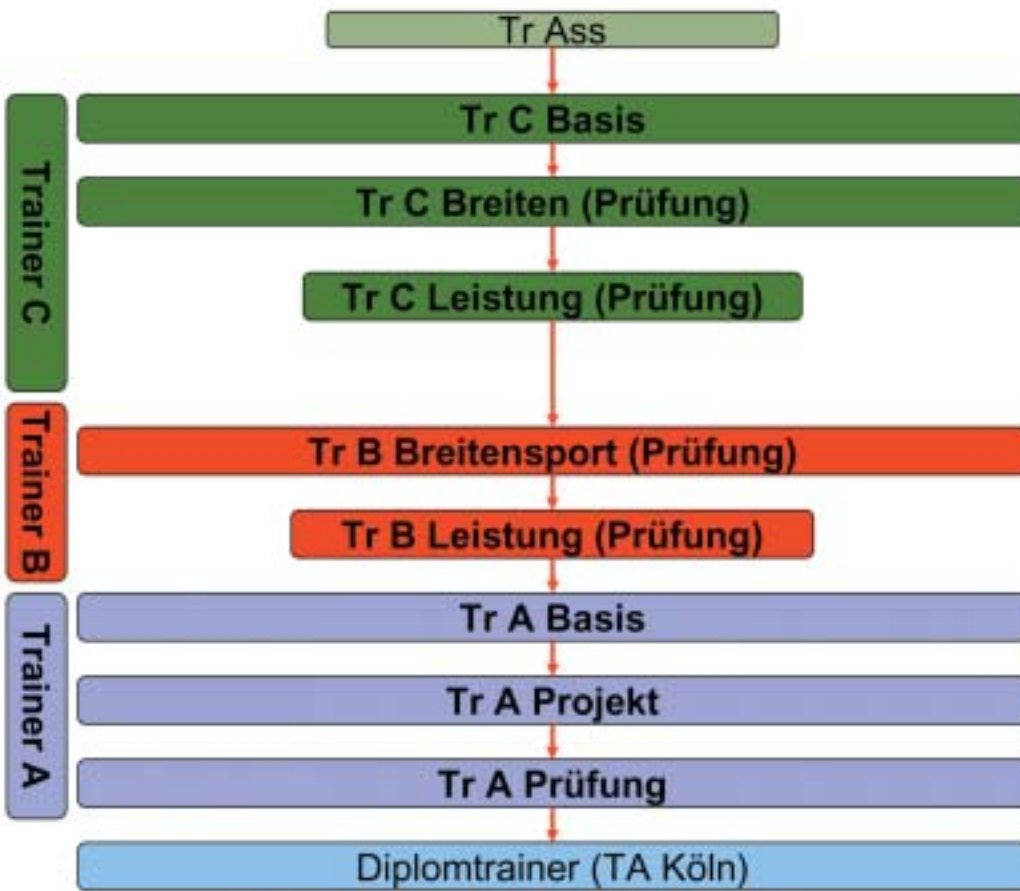 Tr Ass
Trainer C
Tr C Basis
Tr C Breiten (Prüfung)
Tr C Leistung (Prüfung)
Trainer B
Tr B Breitensport (Prüfung)
Tr B Leistung (Prüfung)
Trainer A
Tr A Basis
Tr A Projekt
Tr A Prüfung
Diplomtrainer (TA Köln)